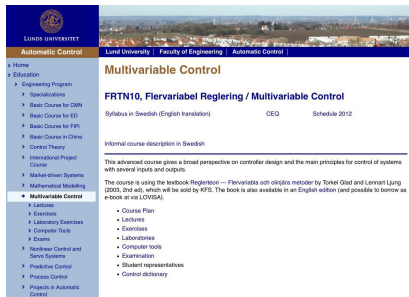 LUNDS UNIVERSITET
Automatic Control
Lund University | Faculty of Engineering | Automatic Control |
Home
Education
Engineering Program
Specializations
Basic Course for CMN
Basic Course for ED
Basic Course for FIPI
Basic Course in China
Control Theory
International Project
Course
Market-driven Systems
Mathematical Modelling
Multivariable Control
Lectures
Exercises
Laboratory Exercises
Computer Tools
Exams
Nonlinear Control and
Servo Systems
Predictive Control
Process Control
Projects in Automatic
Control
Multivariable Control
FRTN10, Flervariabel Reglering / Multivariable Control
Syllabus in Swedish (English translation) CEQ Schedule 2012
Informal course description in Swedish
This advanced course gives a broad perspective on controller design and the main principles for control of systems
with several inputs and outputs.
The course is using the textbook Reglerteori --- Flervariabla och olinjära metoder by Torkel Glad and Lennart Ljung
(2003, 2nd ed), which will be sold by KFS. The book is also available in an English edition (and possible to borrow as
e-book at via LOVISA).
Course Plan
Lectures
Exercises
Laboratories
Computer tools
Examination
Student representatives
Control dictionary